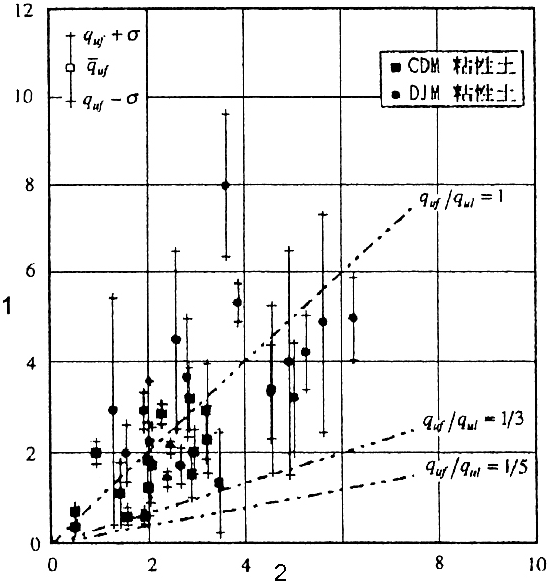 12
10
8
6
4
2
0
1
q_uf + σ
q̄_uf
q_uf − σ
■ CDM 粘性土
● DJM 粘性土
q_uf/q_ul = 1
q_uf/q_ul = 1/3
q_uf/q_ul = 1/5
0 2 4 6 8 10
2